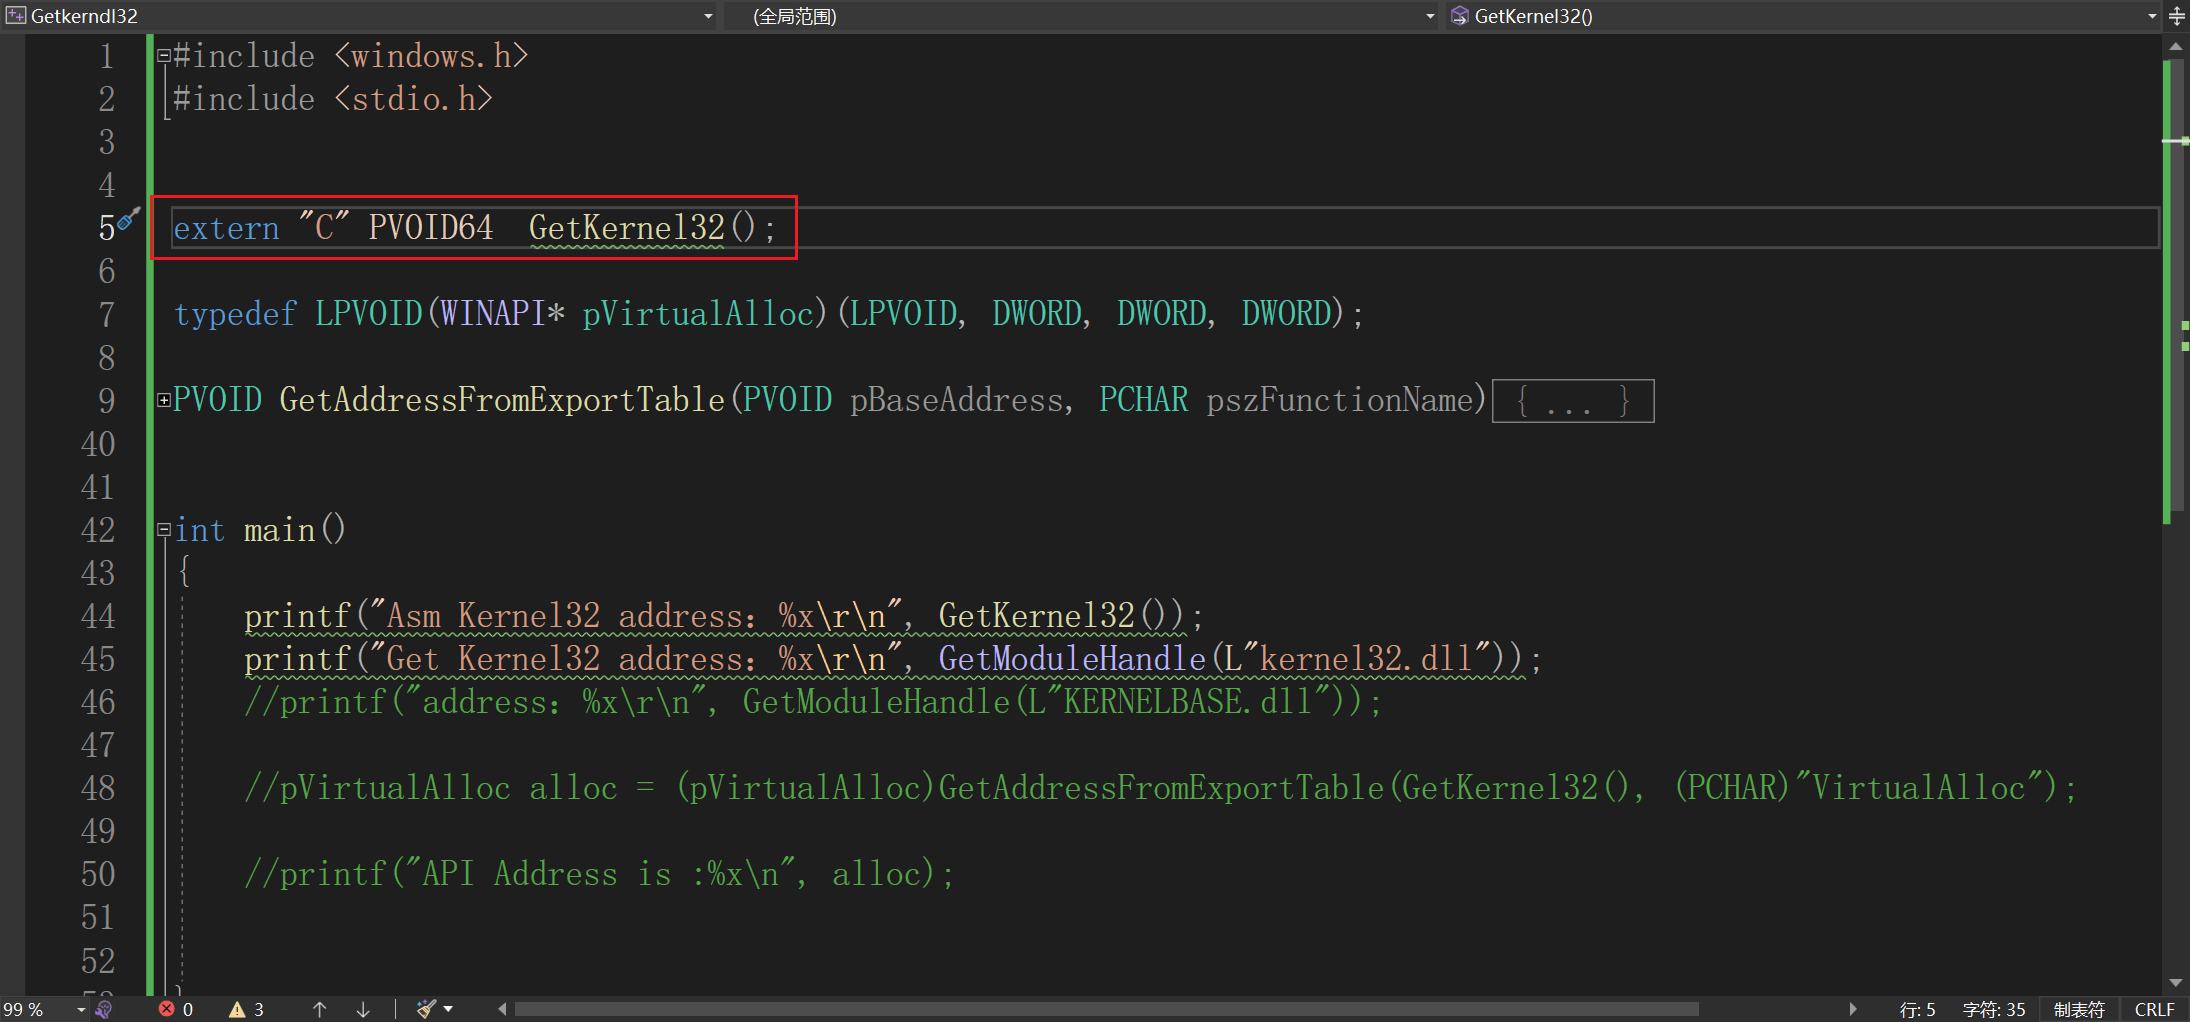 Getkerndl32 (全局范围) GetKernel32()
1 #include <windows.h>
2 #include <stdio.h>
3
4
5 extern "C" PVOID64  GetKernel32();
6
7 typedef LPVOID(WINAPI* pVirtualAlloc)(LPVOID, DWORD, DWORD, DWORD);
8
9 PVOID GetAddressFromExportTable(PVOID pBaseAddress, PCHAR pszFunctionName) { ... }
40
41
42 int main()
43 {
44 printf("Asm Kernel32 address：%x\r\n", GetKernel32());
45 printf("Get Kernel32 address：%x\r\n", GetModuleHandle(L"kernel32.dll"));
46 //printf("address：%x\r\n", GetModuleHandle(L"KERNELBASE.dll"));
47
48 //pVirtualAlloc alloc = (pVirtualAlloc)GetAddressFromExportTable(GetKernel32(), (PCHAR)"VirtualAlloc");
49
50 //printf("API Address is :%x\n", alloc);
51
52
99 % 0 3 行: 5 字符: 35 制表符 CRLF